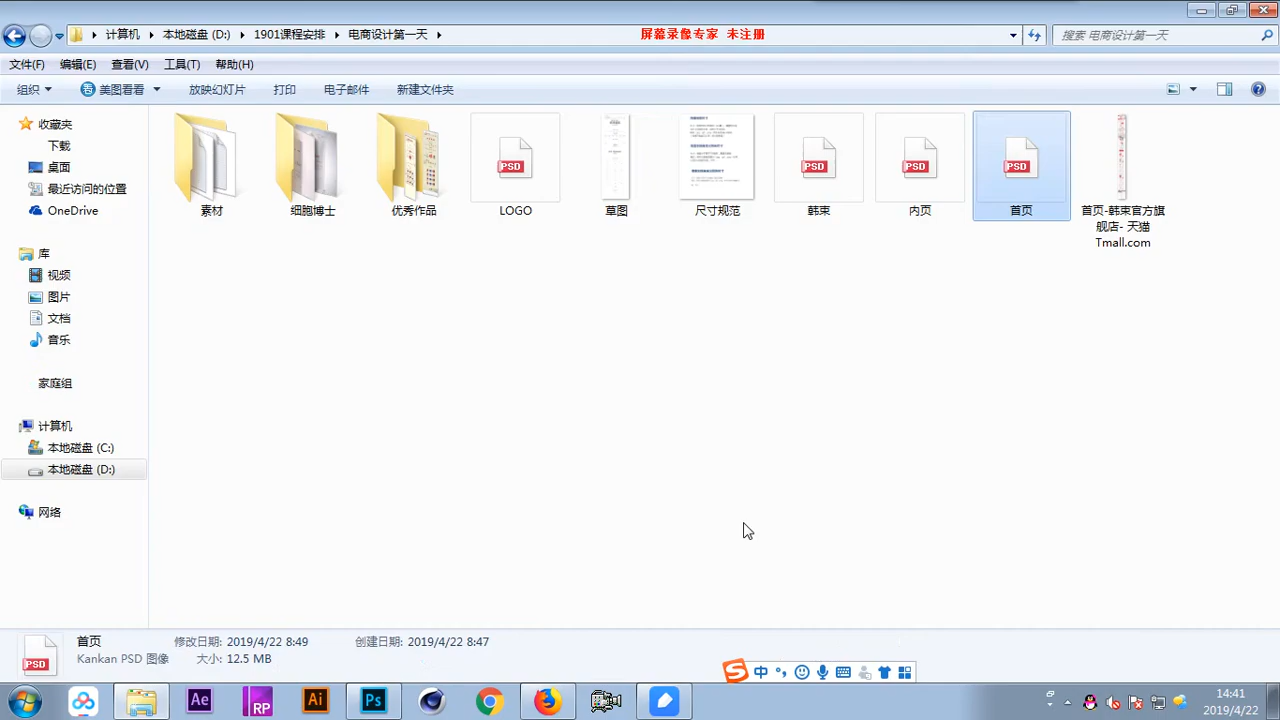 计算机 本地磁盘 (D:) 1901课程安排 电商设计第一天
屏幕录像专家 未注册
搜索 电商设计第一天
文件(F) 编辑(E) 查看(V) 工具(T) 帮助(H)
组织 美图看看 放映幻灯片 打印 电子邮件 新建文件夹
收藏夹
下载
桌面
最近访问的位置
OneDrive
库
视频
图片
文档
音乐
家庭组
计算机
本地磁盘 (C:)
本地磁盘 (D:)
网络
PSD PSD PSD PSD
素材 细胞博士 优秀作品 LOGO 草图 尺寸规范 韩束 内页 首页 首页-韩束官方旗
舰店- 天猫
Tmall.com
PSD
首页 修改日期: 2019/4/22 8:49 创建日期: 2019/4/22 8:47
Kankan PSD 图像 大小: 12.5 MB
S 中
Ae RP Ai Ps
14:41
2019/4/22